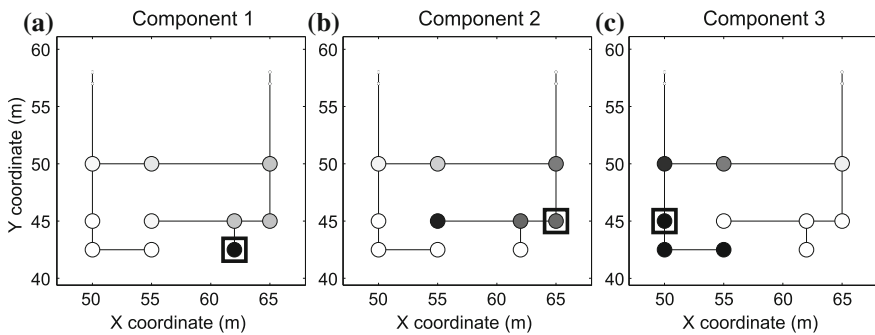 (a) Component 1 (b) Component 2 (c) Component 3
60 60 60
55 55 55
50 50 50
45 45 45
40 40 40
Y coordinate (m)
50 55 60 65 50 55 60 65 50 55 60 65
X coordinate (m) X coordinate (m) X coordinate (m)